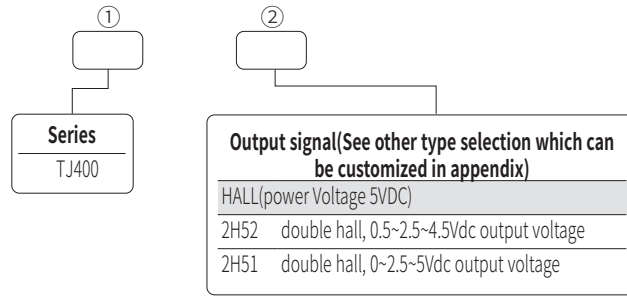 ① ②
Series
TJ400
Output signal(See other type selection which can
be customized in appendix)
HALL(power Voltage 5VDC)
2H52 double hall, 0.5~2.5~4.5Vdc output voltage
2H51 double hall, 0~2.5~5Vdc output voltage